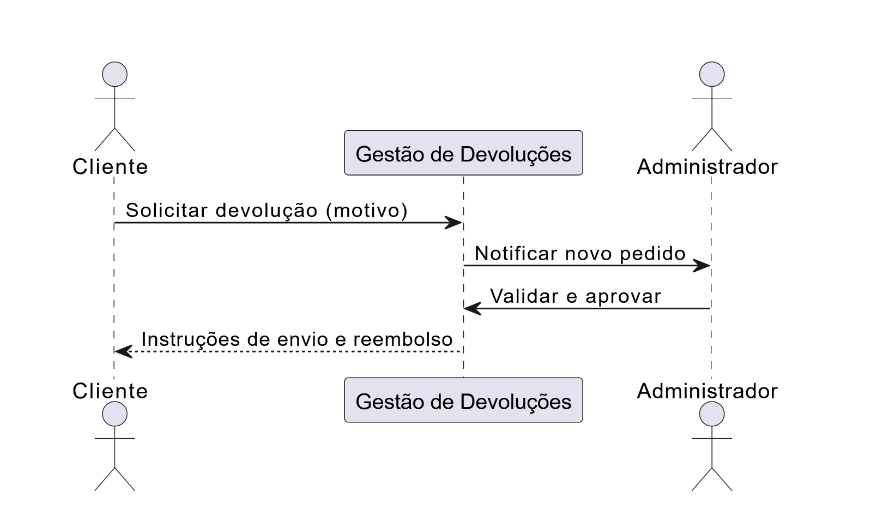 Cliente
Gestão de Devoluções
Administrador
Solicitar devolução (motivo)
Notificar novo pedido
Validar e aprovar
Instruções de envio e reembolso
Cliente
Gestão de Devoluções
Administrador